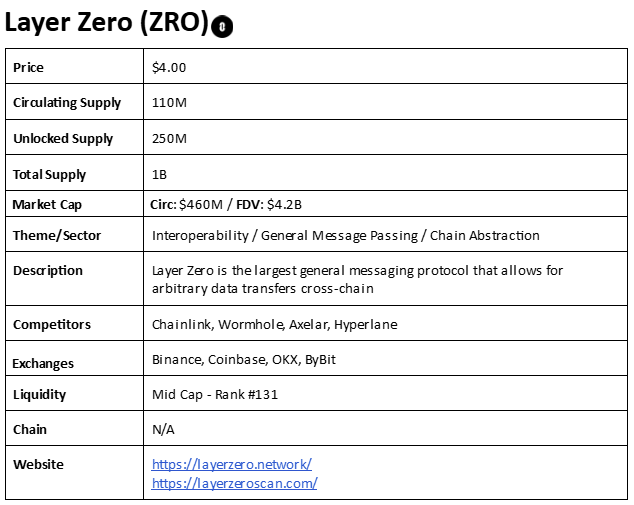 Layer Zero (ZRO)
Price $4.00
Circulating Supply 110M
Unlocked Supply 250M
Total Supply 1B
Market Cap Circ: $460M / FDV: $4.2B
Theme/Sector Interoperability / General Message Passing / Chain Abstraction
Description Layer Zero is the largest general messaging protocol that allows for
arbitrary data transfers cross-chain
Competitors Chainlink, Wormhole, Axelar, Hyperlane
Exchanges Binance, Coinbase, OKX, ByBit
Liquidity Mid Cap - Rank #131
Chain N/A
Website https://layerzero.network/
https://layerzeroscan.com/